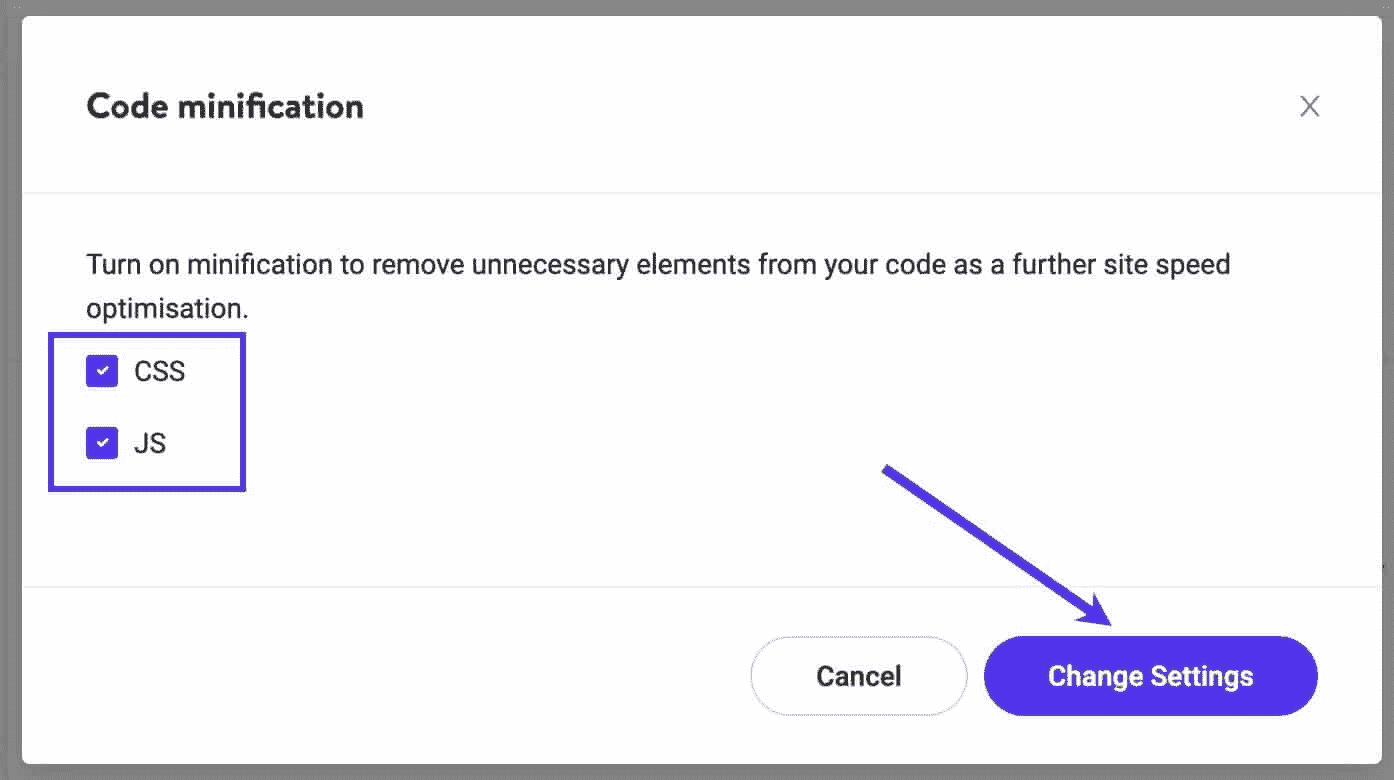 Code minification
Turn on minification to remove unnecessary elements from your code as a further site speed
optimisation.
CSS
JS
Cancel
Change Settings